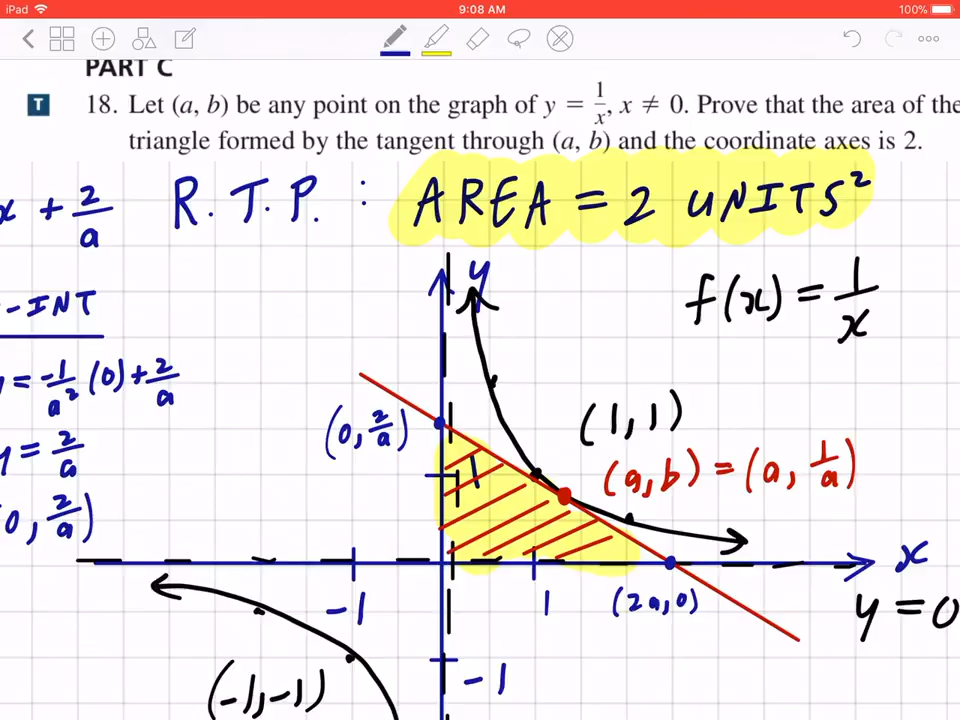 iPad 9:08 AM 100%
PART C
T 18. Let (a, b) be any point on the graph of y = 1/x, x ≠ 0. Prove that the area of the
triangle formed by the tangent through (a, b) and the coordinate axes is 2.
x + 2/a R.T.P. : AREA = 2 UNITS²
y
f(x) = 1/x
-INT
y = -1/a² (0) + 2/a
(0, 2/a)
(1, 1)
y = 2/a
1
(a, b) = (a, 1/a)
0, 2/a)
x
-1
1
(2a, 0)
y = 0
(-1, -1)
-1